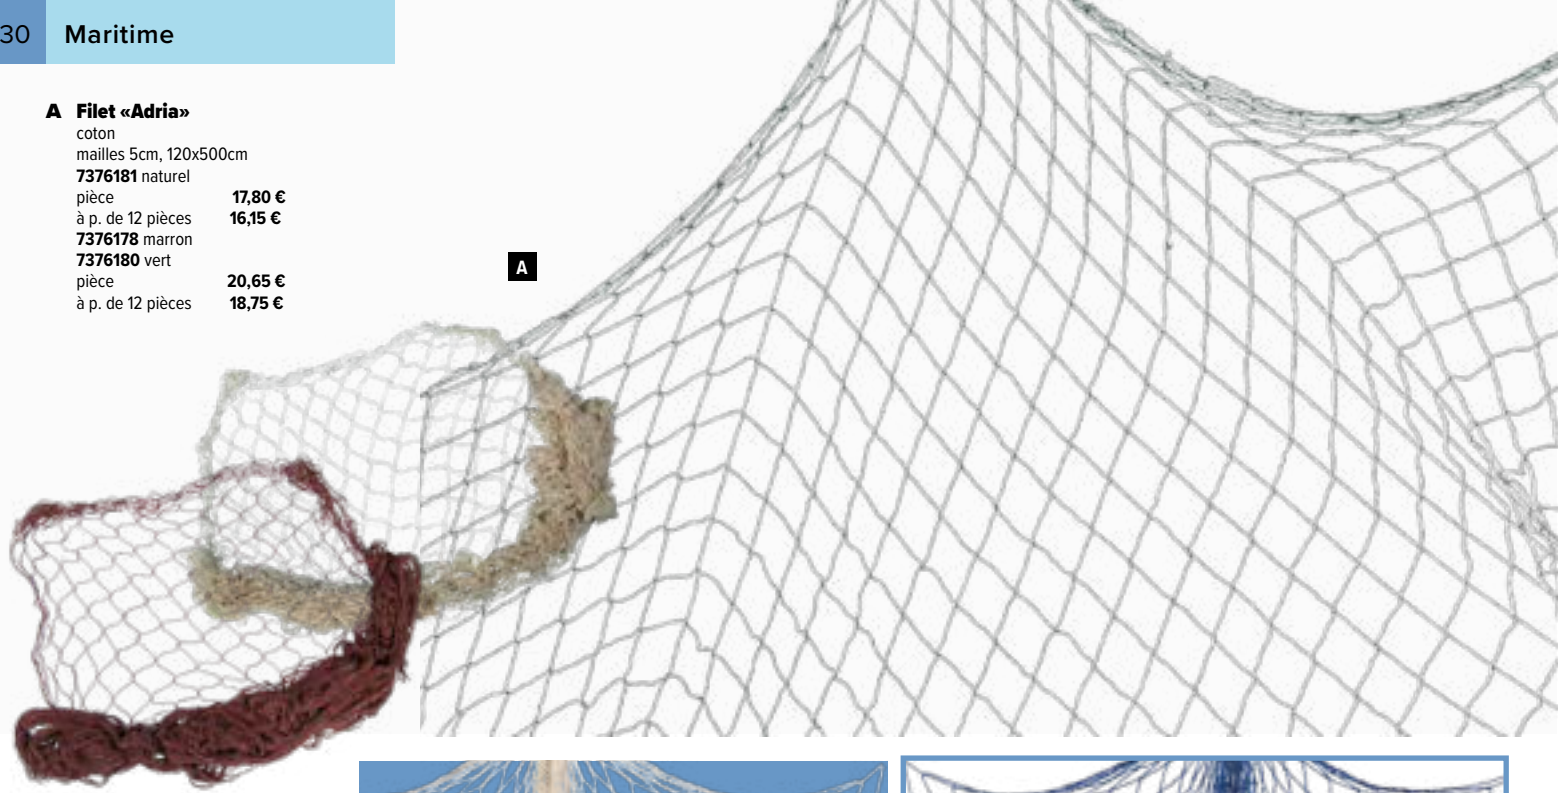 30 Maritime
A Filet «Adria»
coton
mailles 5cm, 120x500cm
7376181 naturel
pièce 17,80 €
à p. de 12 pièces 16,15 €
7376178 marron
7376180 vert
pièce 20,65 €
à p. de 12 pièces 18,75 €
A